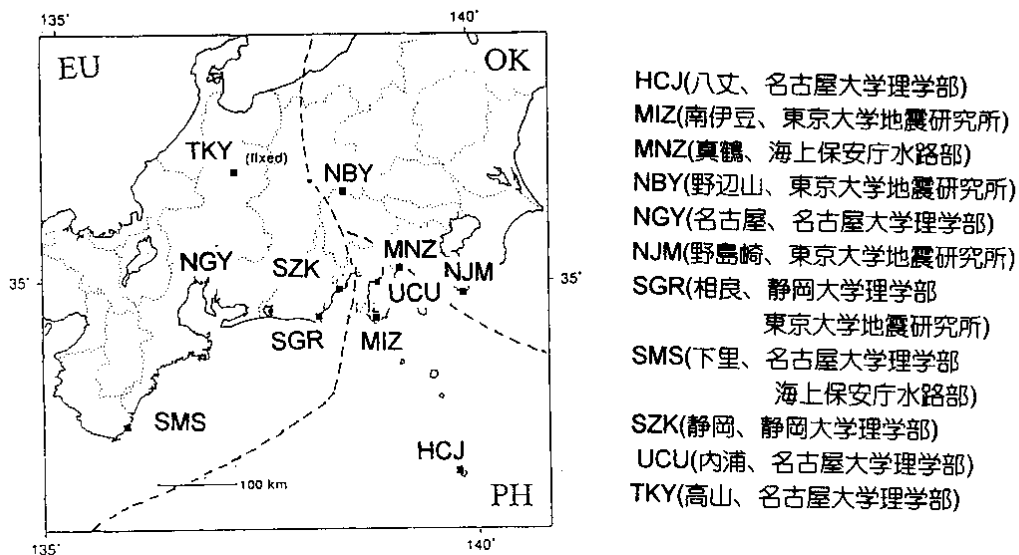 135°
140°
EU
OK
TKY (fixed)
NBY
MNZ
NGY
SZK
NJM
35°
35°
UCU
SGR
MIZ
SMS
HCJ
100 km
PH
135°
140°
HCJ(八丈、名古屋大学理学部)
MIZ(南伊豆、東京大学地震研究所)
MNZ(真鶴、海上保安庁水路部)
NBY(野辺山、東京大学地震研究所)
NGY(名古屋、名古屋大学理学部)
NJM(野島崎、東京大学地震研究所)
SGR(相良、静岡大学理学部
東京大学地震研究所)
SMS(下里、名古屋大学理学部
海上保安庁水路部)
SZK(静岡、静岡大学理学部)
UCU(内浦、名古屋大学理学部)
TKY(高山、名古屋大学理学部)